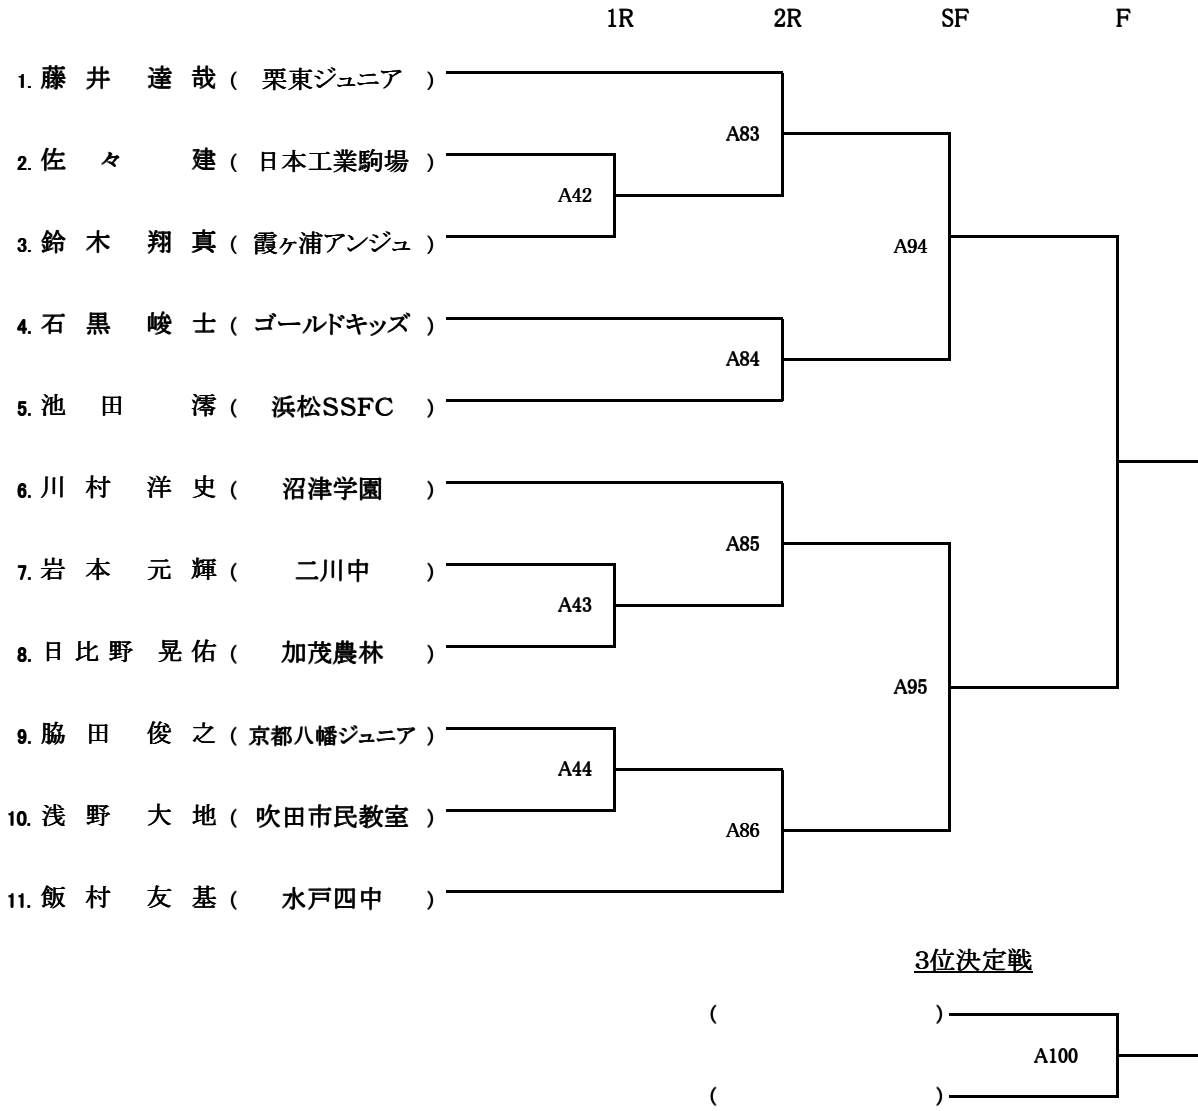 1R 2R SF F
1. 藤井 達哉 ( 栗東ジュニア )
A83
2. 佐々 建 ( 日本工業駒場 )
A42
3. 鈴木 翔真 ( 霞ヶ浦アンジュ )
A94
4. 石黒 峻士 ( ゴールドキッズ )
A84
5. 池田 澪 ( 浜松SSFC )
6. 川村 洋史 ( 沼津学園 )
A85
7. 岩本 元輝 ( 二川中 )
A43
8. 日比野 晃佑 ( 加茂農林 )
A95
9. 脇田 俊之 ( 京都八幡ジュニア )
A44
10. 浅野 大地 ( 吹田市民教室 )
A86
11. 飯村 友基 ( 水戸四中 )
3位決定戦
( )
A100
( )